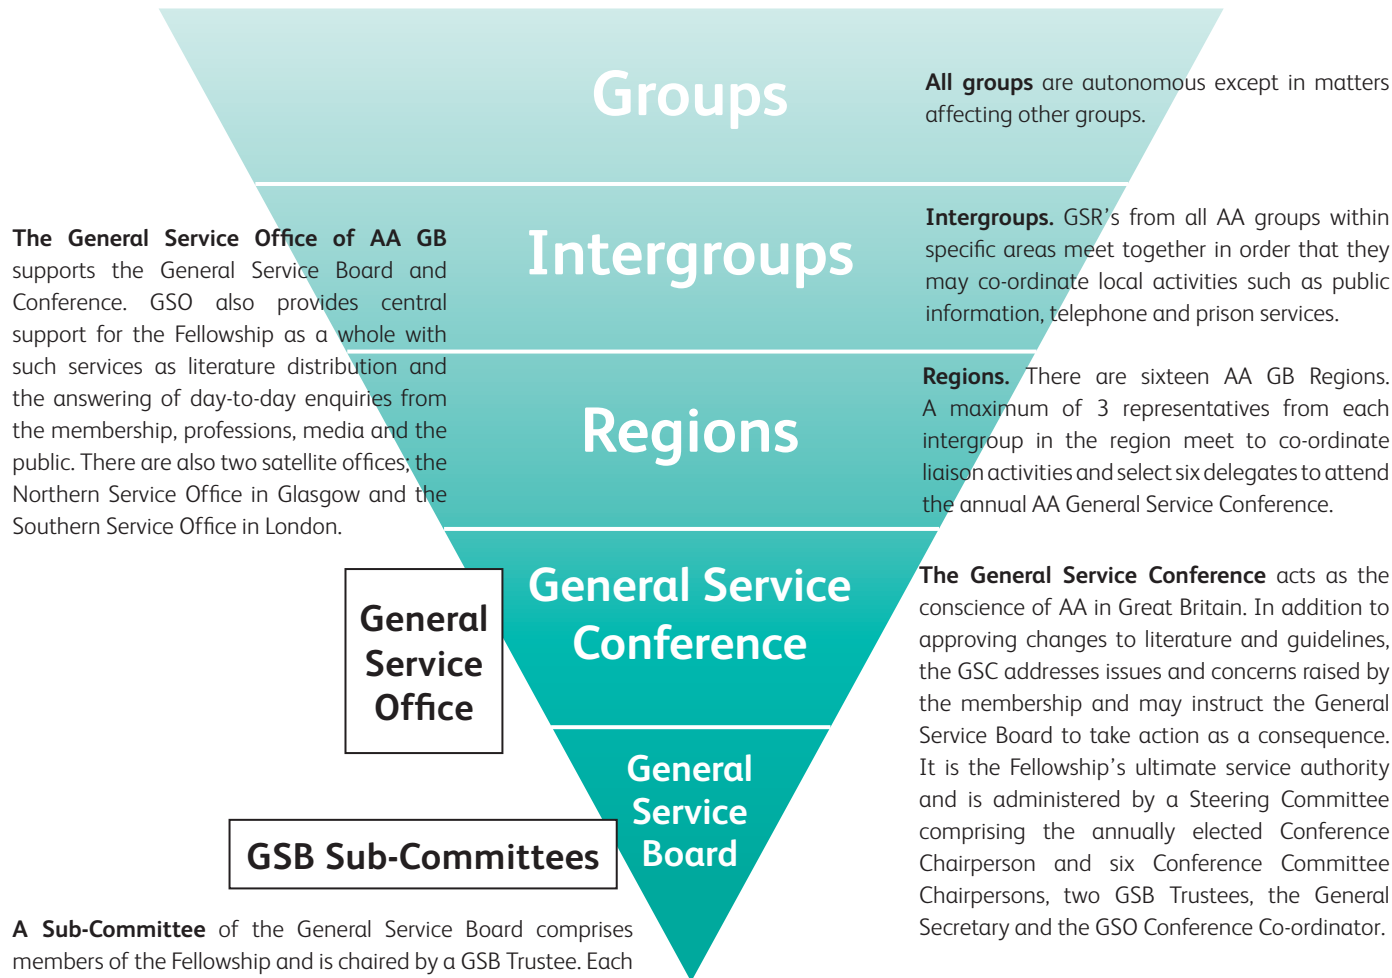 Groups
All groups are autonomous except in matters
affecting other groups.
Intergroups
Intergroups. GSR's from all AA groups within
specific areas meet together in order that they
may co-ordinate local activities such as public
information, telephone and prison services.
The General Service Office of AA GB
supports the General Service Board and
Conference. GSO also provides central
support for the Fellowship as a whole with
such services as literature distribution and
the answering of day-to-day enquiries from
the membership, professions, media and the
public. There are also two satellite offices; the
Northern Service Office in Glasgow and the
Southern Service Office in London.
Regions
Regions. There are sixteen AA GB Regions.
A maximum of 3 representatives from each
intergroup in the region meet to co-ordinate
liaison activities and select six delegates to attend
the annual AA General Service Conference.
General Service
Conference
The General Service Conference acts as the
conscience of AA in Great Britain. In addition to
approving changes to literature and guidelines,
the GSC addresses issues and concerns raised by
the membership and may instruct the General
Service Board to take action as a consequence.
It is the Fellowship's ultimate service authority
and is administered by a Steering Committee
comprising the annually elected Conference
Chairperson and six Conference Committee
Chairpersons, two GSB Trustees, the General
Secretary and the GSO Conference Co-ordinator.
General
Service
Office
General
Service
Board
GSB Sub-Committees
A Sub-Committee of the General Service Board comprises
members of the Fellowship and is chaired by a GSB Trustee. Each